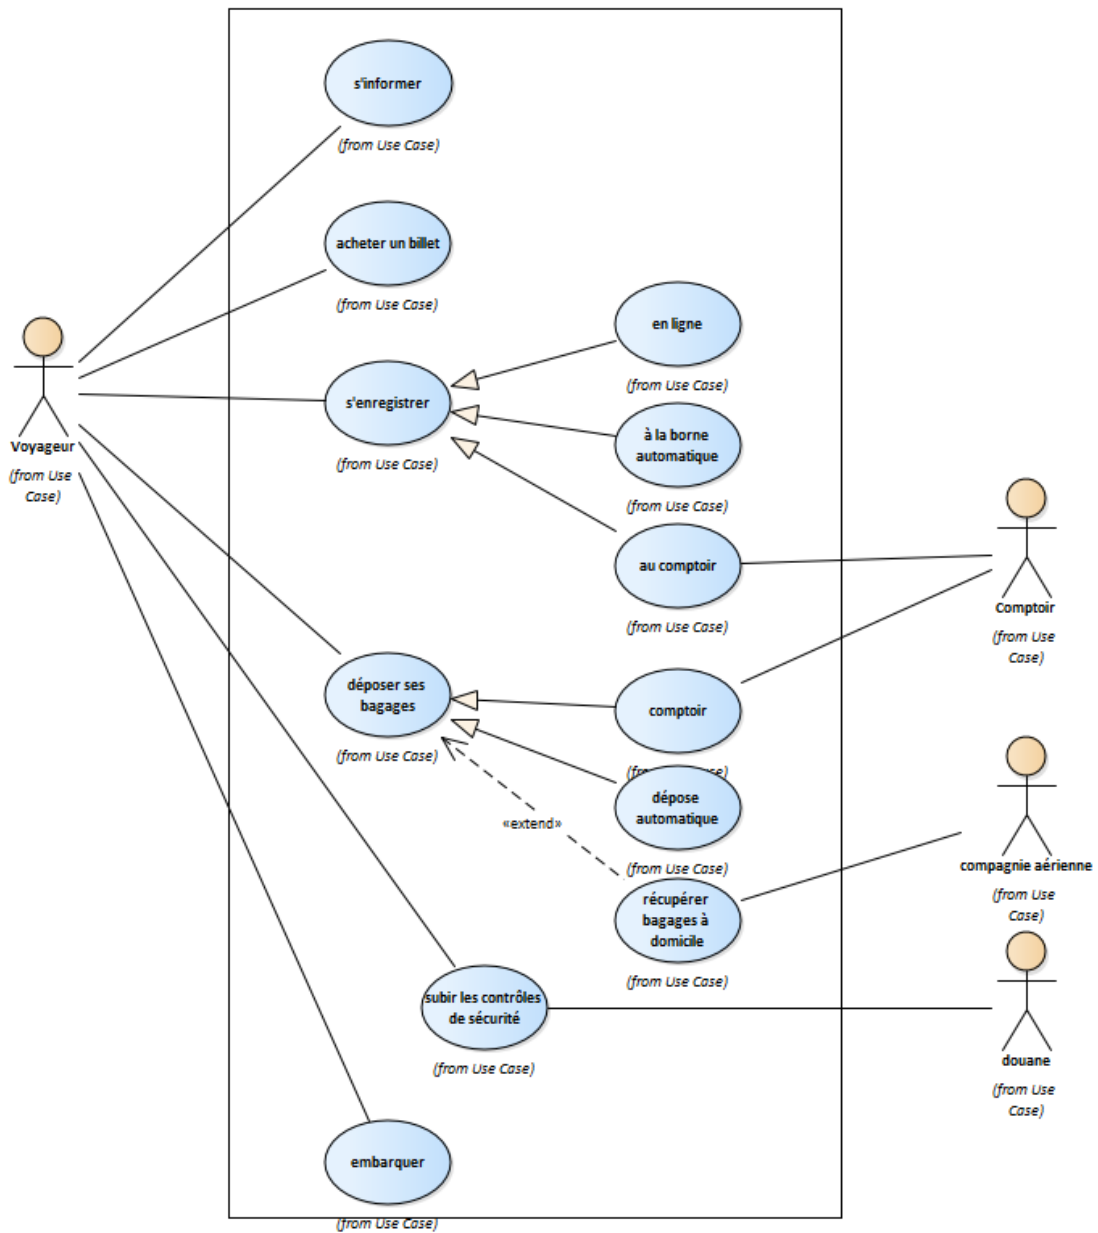 s'informer
(from Use Case)
acheter un billet
(from Use Case)
en ligne
(from Use Case)
s'enregistrer
(from Use Case)
à la borne
automatique
(from Use Case)
Voyageur
(from Use
Case)
au comptoir
(from Use Case)
Comptoir
(from Use
Case)
déposer ses
bagages
(from Use Case)
comptoir
(from Use Case)
dépose
automatique
(from Use Case)
«extend»
compagnie aérienne
(from Use
Case)
récupérer
bagages à
domicile
(from Use Case)
subir les contrôles
de sécurité
(from Use Case)
douane
(from Use
Case)
embarquer
(from Use Case)